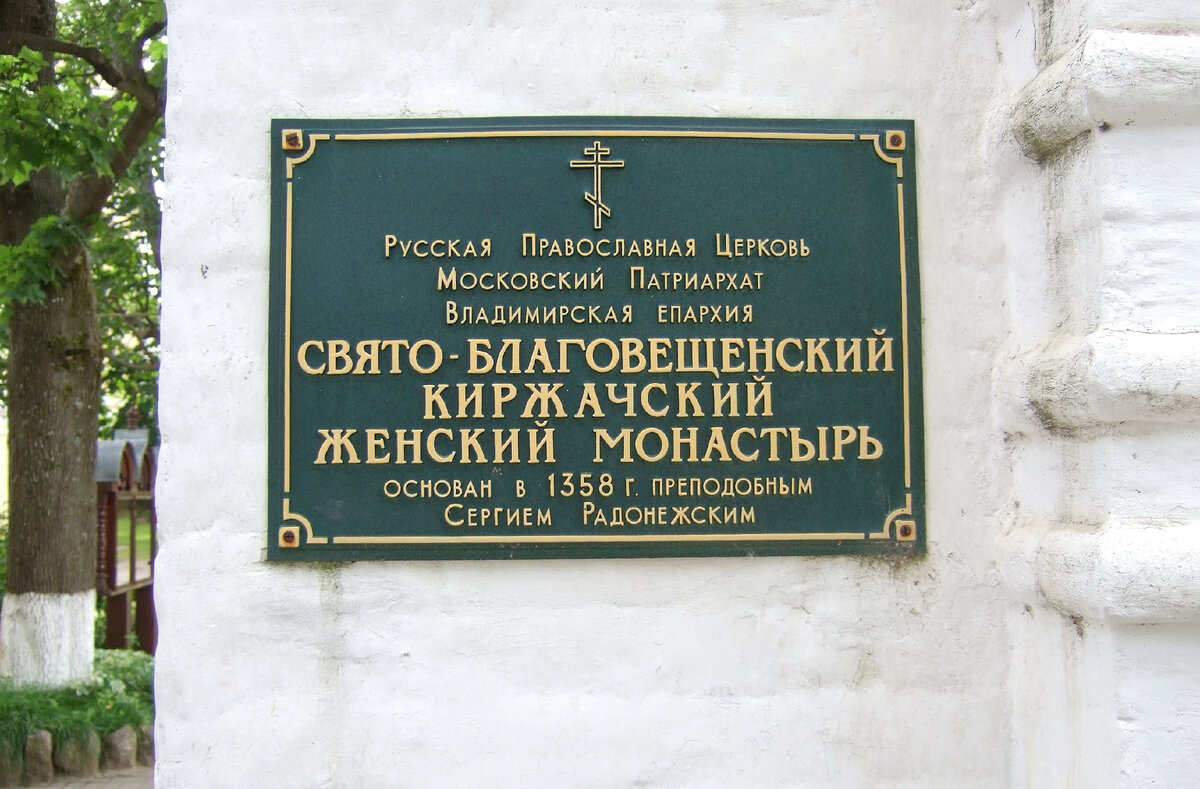 Русская Православная Церковь
Московский Патриархат
Владимирская епархия
СВЯТО-БЛАГОВЕЩЕНСКИЙ
КИРЖАЧСКИЙ
ЖЕНСКИЙ МОНАСТЫРЬ
основан в 1358 г. преподобным
Сергием Радонежским